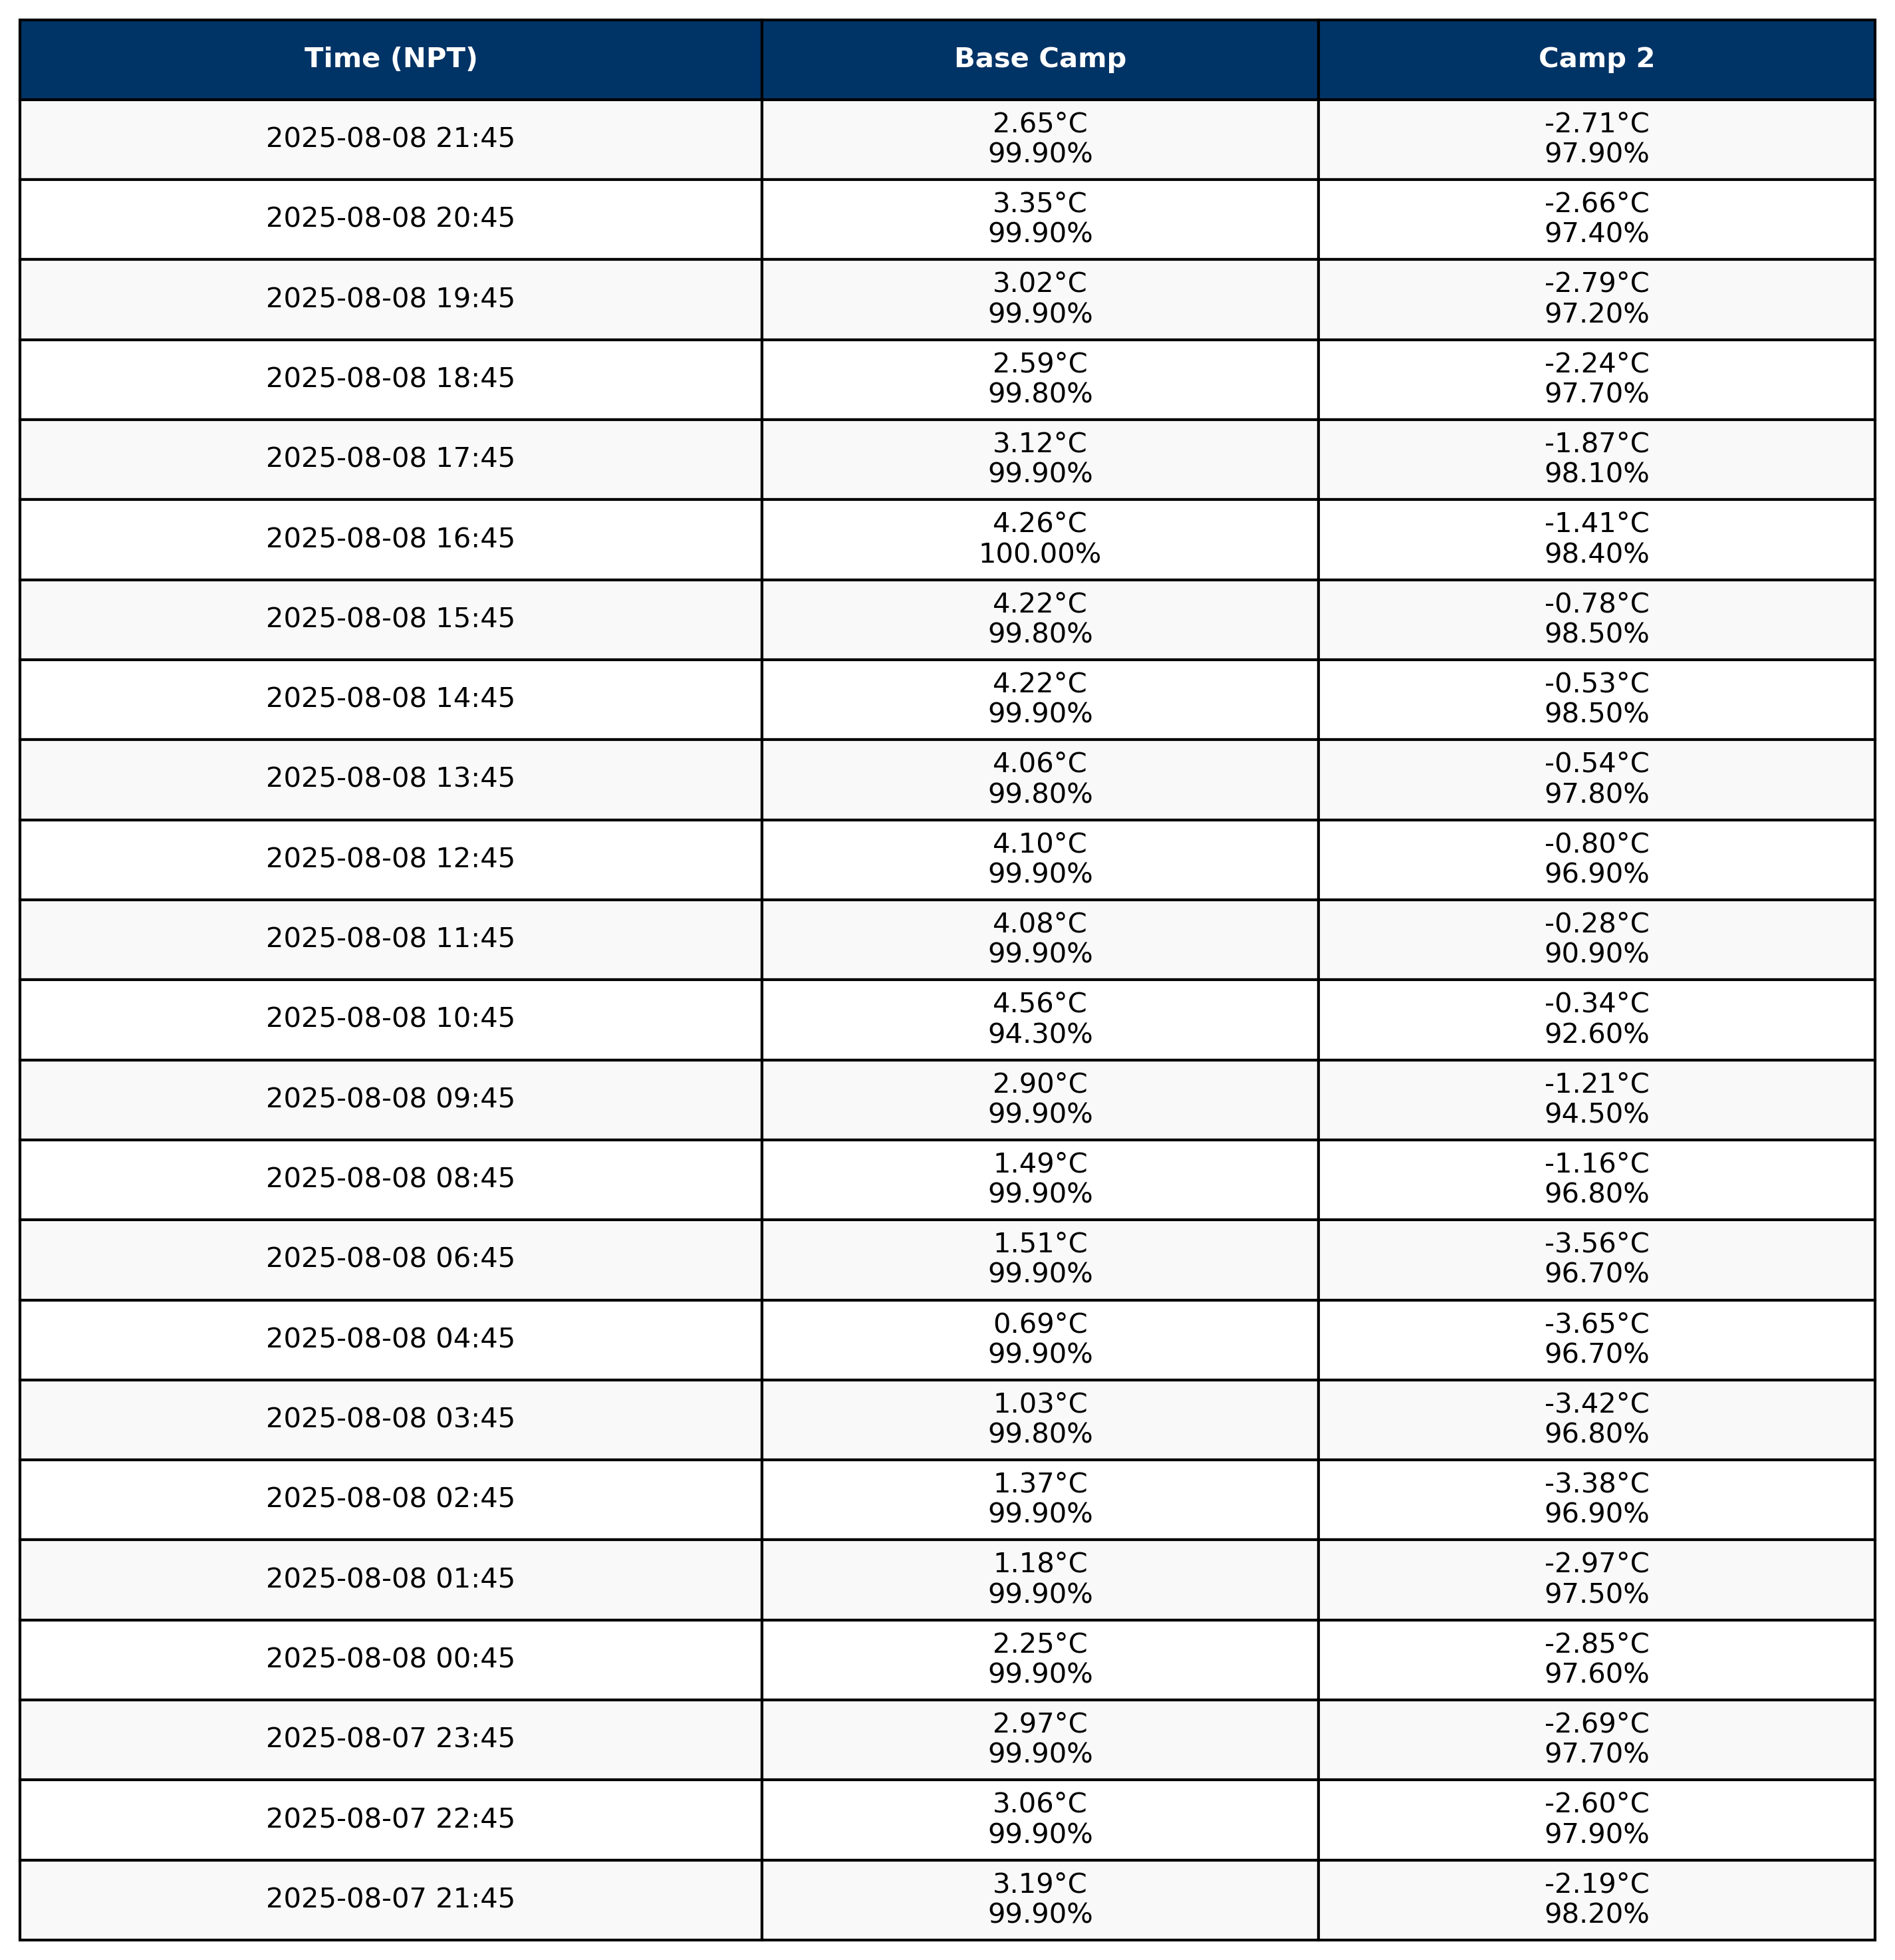 Time (NPT) Base Camp Camp 2
2025-08-08 21:45 2.65°C -2.71°C
99.90% 97.90%
2025-08-08 20:45 3.35°C -2.66°C
99.90% 97.40%
2025-08-08 19:45 3.02°C -2.79°C
99.90% 97.20%
2025-08-08 18:45 2.59°C -2.24°C
99.80% 97.70%
2025-08-08 17:45 3.12°C -1.87°C
99.90% 98.10%
2025-08-08 16:45 4.26°C -1.41°C
100.00% 98.40%
2025-08-08 15:45 4.22°C -0.78°C
99.80% 98.50%
2025-08-08 14:45 4.22°C -0.53°C
99.90% 98.50%
2025-08-08 13:45 4.06°C -0.54°C
99.80% 97.80%
2025-08-08 12:45 4.10°C -0.80°C
99.90% 96.90%
2025-08-08 11:45 4.08°C -0.28°C
99.90% 90.90%
2025-08-08 10:45 4.56°C -0.34°C
94.30% 92.60%
2025-08-08 09:45 2.90°C -1.21°C
99.90% 94.50%
2025-08-08 08:45 1.49°C -1.16°C
99.90% 96.80%
2025-08-08 06:45 1.51°C -3.56°C
99.90% 96.70%
2025-08-08 04:45 0.69°C -3.65°C
99.90% 96.70%
2025-08-08 03:45 1.03°C -3.42°C
99.80% 96.80%
2025-08-08 02:45 1.37°C -3.38°C
99.90% 96.90%
2025-08-08 01:45 1.18°C -2.97°C
99.90% 97.50%
2025-08-08 00:45 2.25°C -2.85°C
99.90% 97.60%
2025-08-07 23:45 2.97°C -2.69°C
99.90% 97.70%
2025-08-07 22:45 3.06°C -2.60°C
99.90% 97.90%
2025-08-07 21:45 3.19°C -2.19°C
99.90% 98.20%